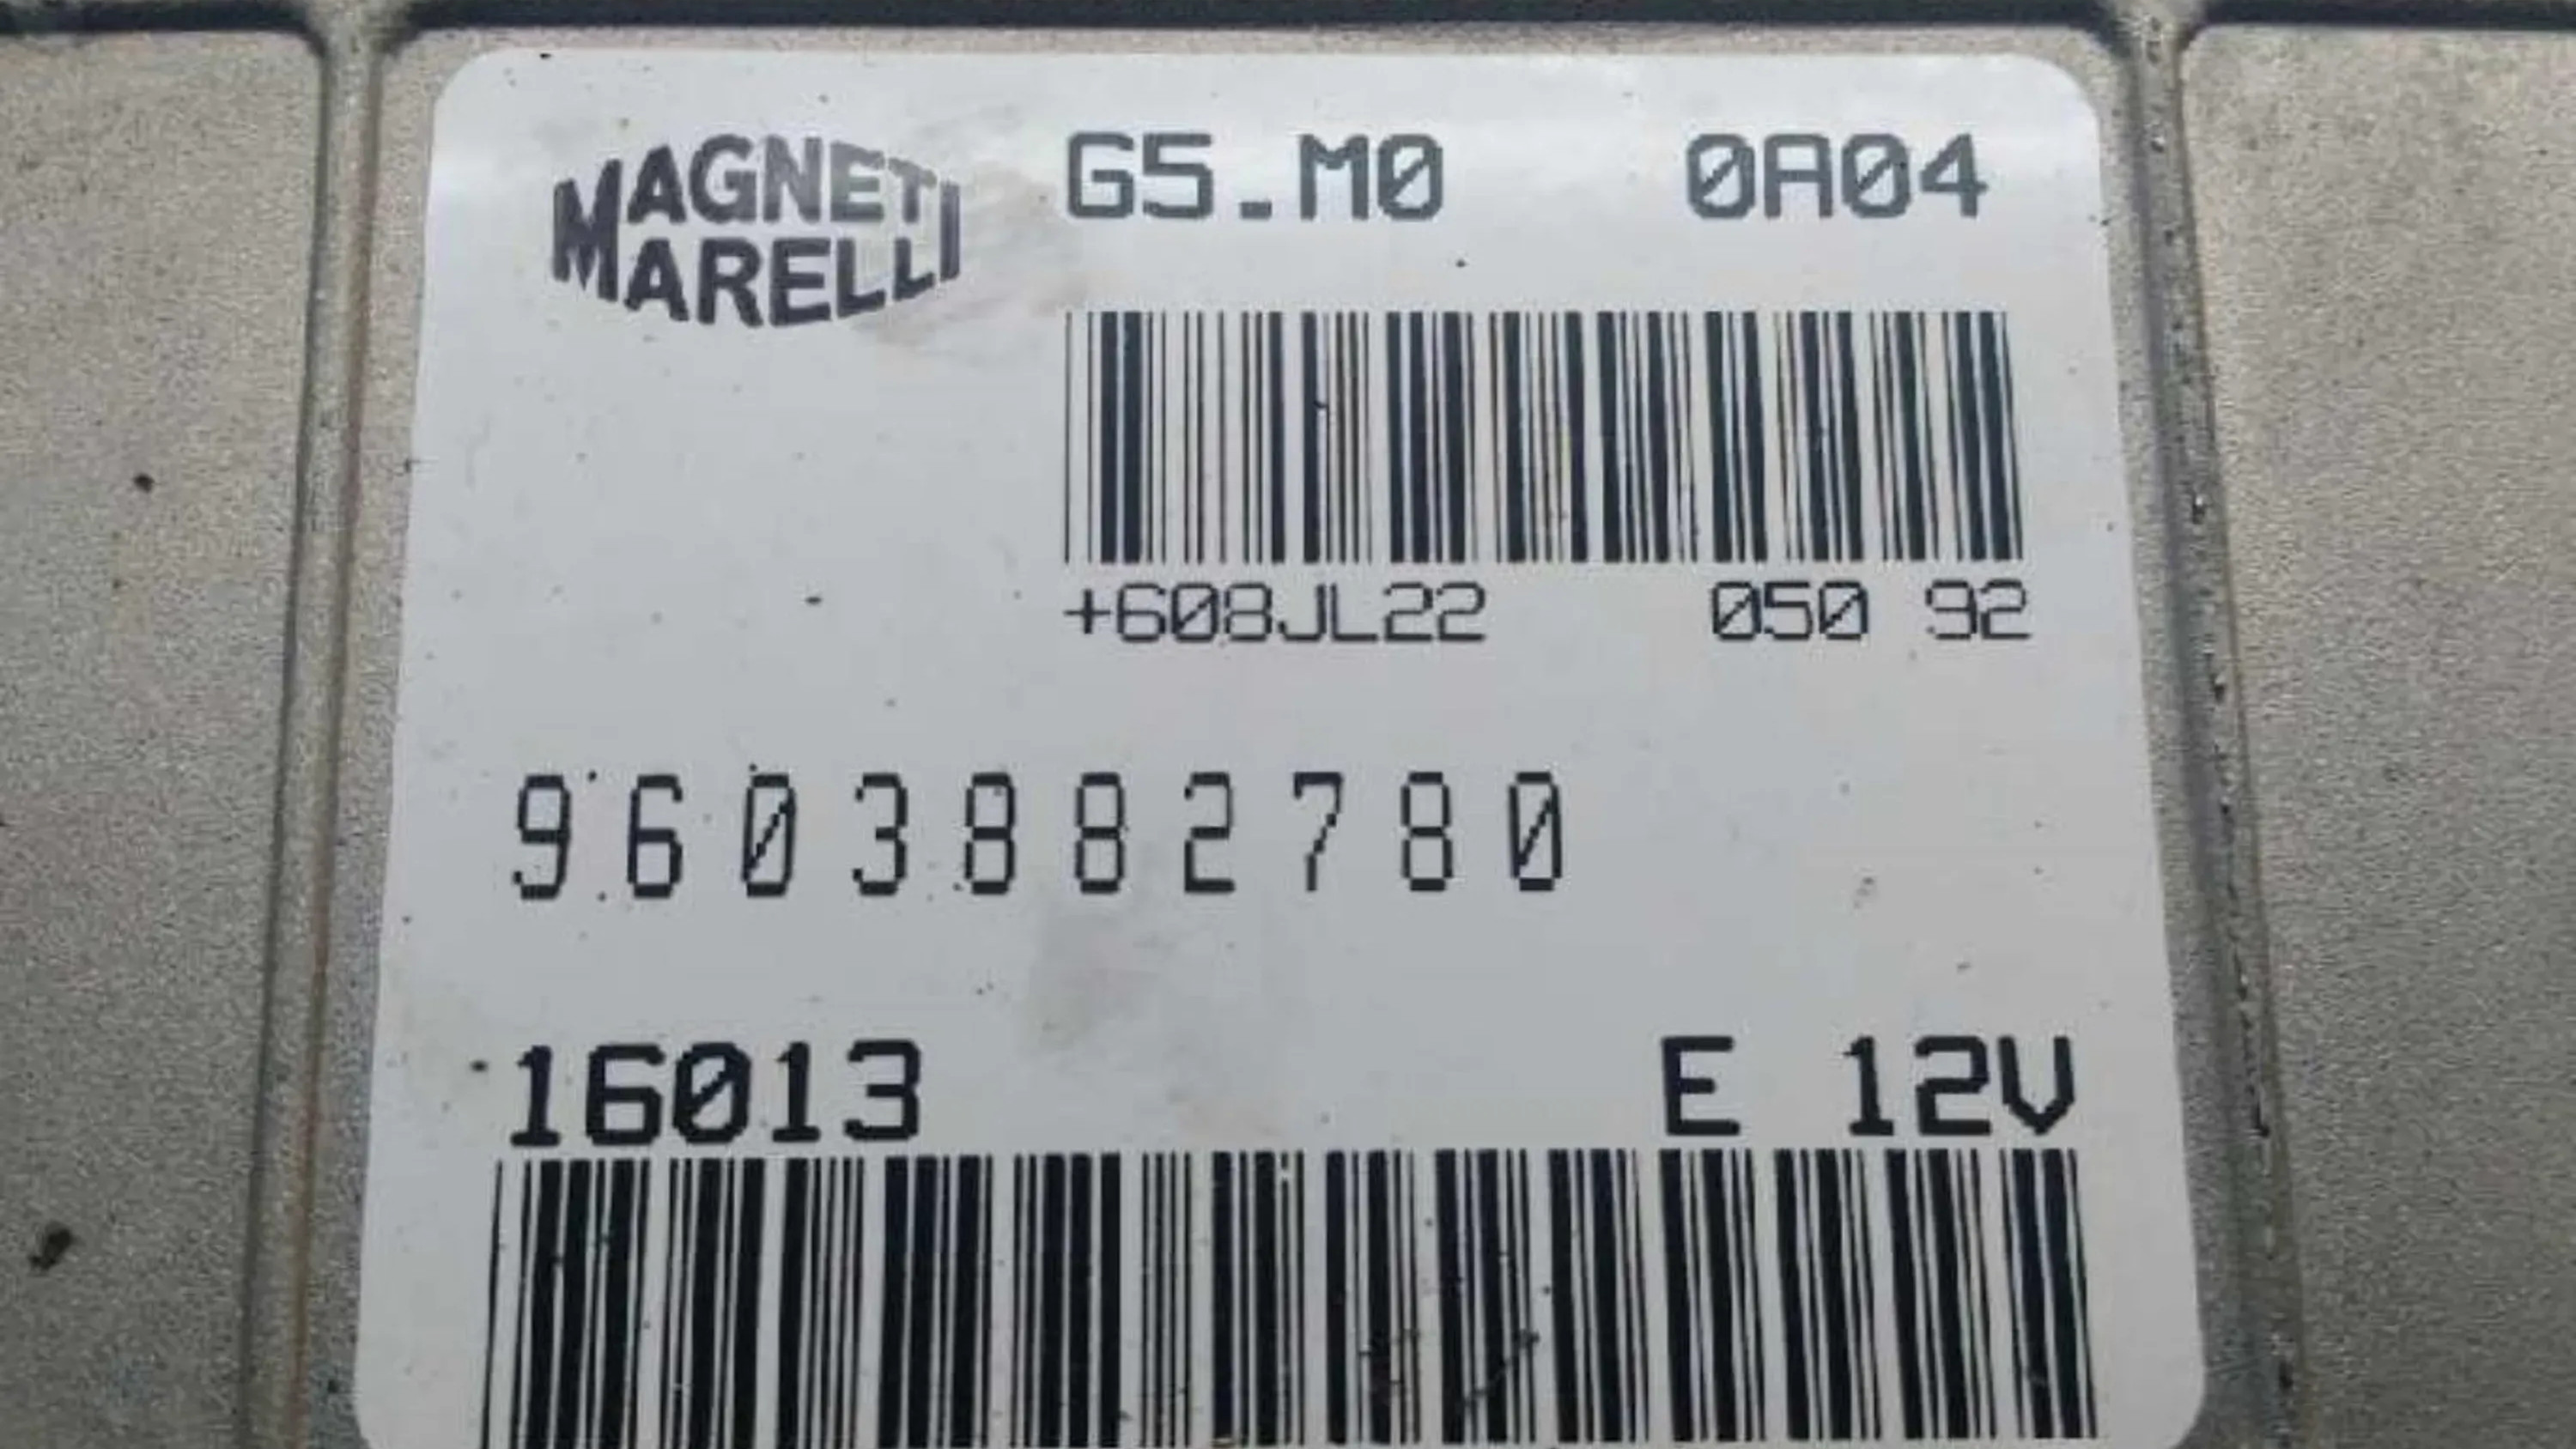 MAGNETI MARELLI
G5.M0 0A04
+608JL22 050 92
9603882780
16013 E 12V